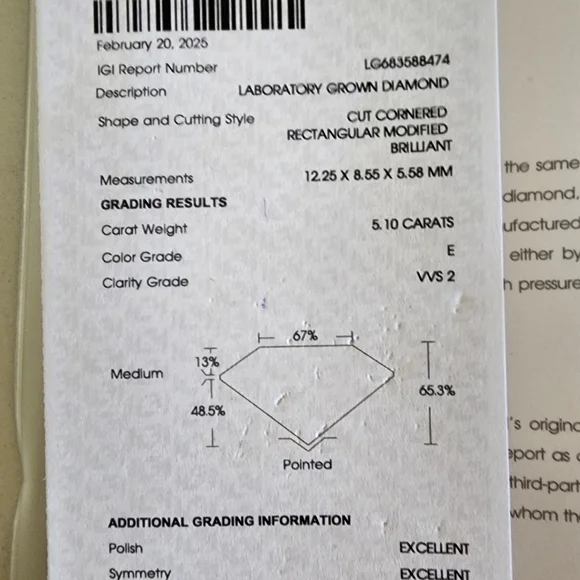 February 20, 2025
IGI Report Number LG683588474
Description LABORATORY GROWN DIAMOND
Shape and Cutting Style CUT CORNERED
RECTANGULAR MODIFIED
BRILLIANT
Measurements 12.25 X 8.55 X 5.58 MM
GRADING RESULTS
Carat Weight 5.10 CARATS
Color Grade E
Clarity Grade VVS 2
67%
13%
Medium
65.3%
48.5%
Pointed
ADDITIONAL GRADING INFORMATION
Polish EXCELLENT
Symmetry EXCELLENT
the same
diamond,
ufactured
either by
h pressure
's origin
eport as
third-part
whom th